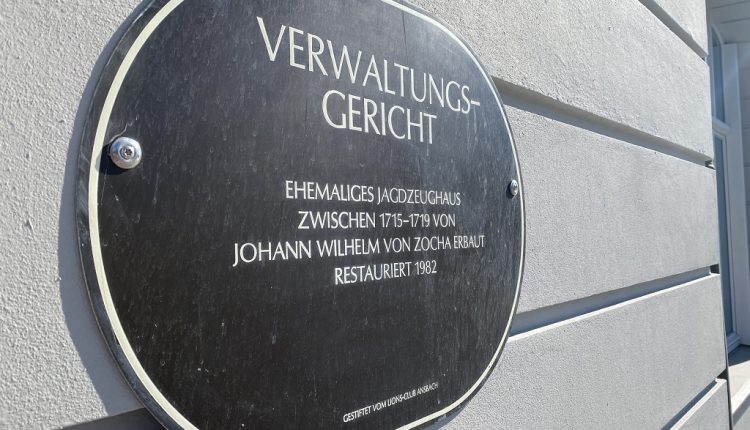 VERWALTUNGS-
GERICHT
EHEMALIGES JAGDZEUGHAUS
ZWISCHEN 1715-1719 VON
JOHANN WILHELM VON ZOCHA ERBAUT
RESTAURIERT 1982
GESTIFTET VOM LIONS-CLUB ANSBACH